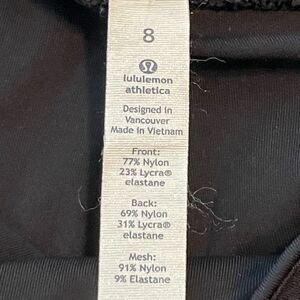 8
lululemon
athletica
Designed in
Vancouver
Made in Vietnam
Front:
77% Nylon
23% Lycra®
elastane
Back:
69% Nylon
31% Lycra®
elastane
Mesh:
91% Nylon
9% Elastane